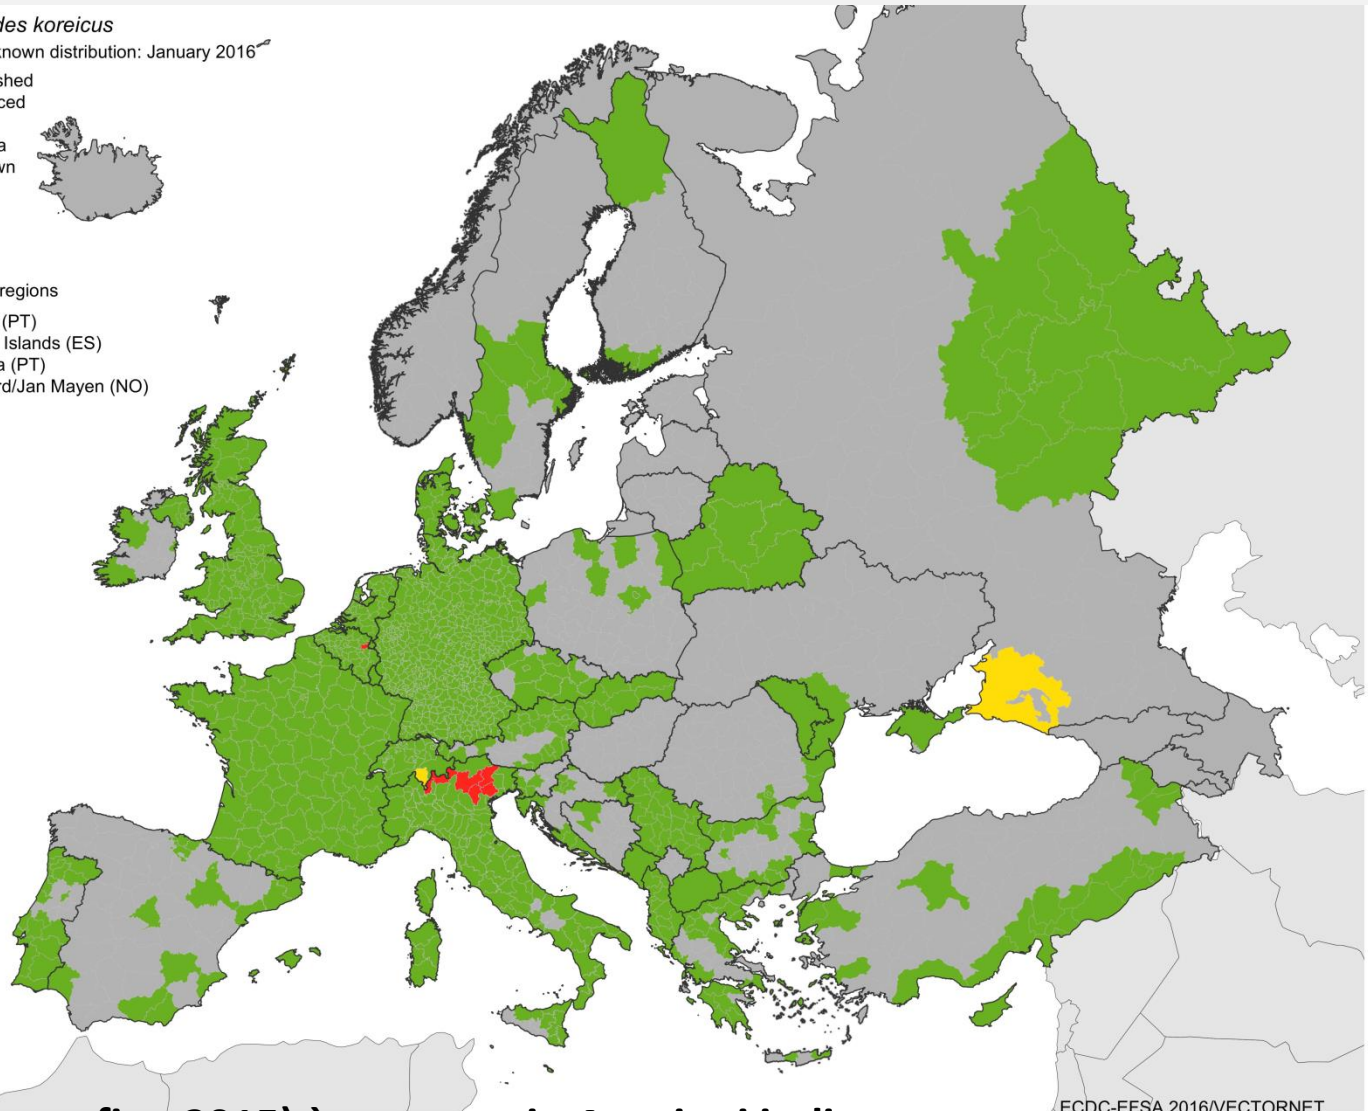 des koreicus
known distribution: January 2016
shed
ced
a
wn
regions
(PT)
Islands (ES)
a (PT)
rd/Jan Mayen (NO)
ECDC-EFSA 2016/VECTORNET